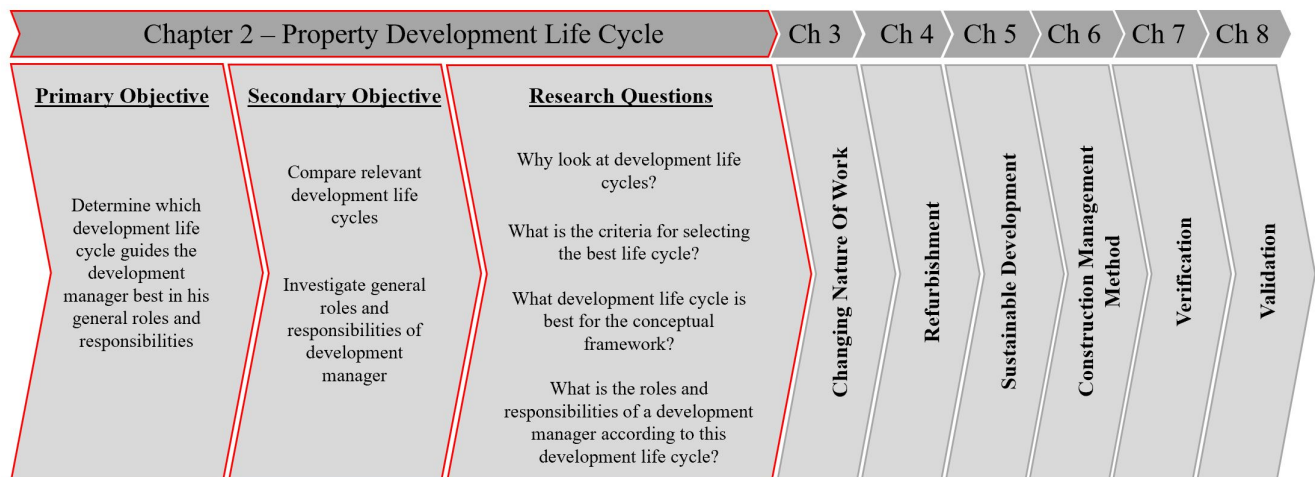 Chapter 2 – Property Development Life Cycle
Ch 3
Ch 4
Ch 5
Ch 6
Ch 7
Ch 8
Primary Objective
Determine which
development life
cycle guides the
development
manager best in his
general roles and
responsibilities
Secondary Objective
Compare relevant
development life
cycles
Investigate general
roles and
responsibilities of
development
manager
Research Questions
Why look at development life
cycles?
What is the criteria for selecting
the best life cycle?
What development life cycle is
best for the conceptual
framework?
What is the roles and
responsibilities of a development
manager according to this
development life cycle?
Changing Nature Of Work
Refurbishment
Sustainable Development
Construction Management
Method
Verification
Validation